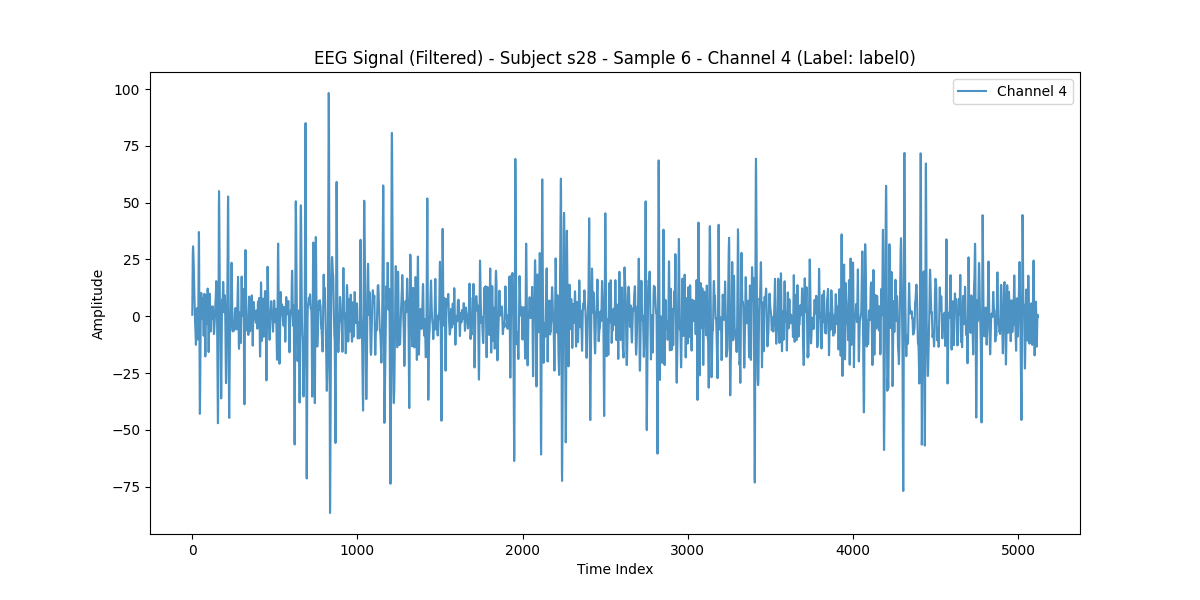 EEG Signal (Filtered) - Subject s28 - Sample 6 - Channel 4 (Label: label0)
Channel 4
100
75
50
25
0
−25
−50
−75
Amplitude
0 1000 2000 3000 4000 5000
Time Index